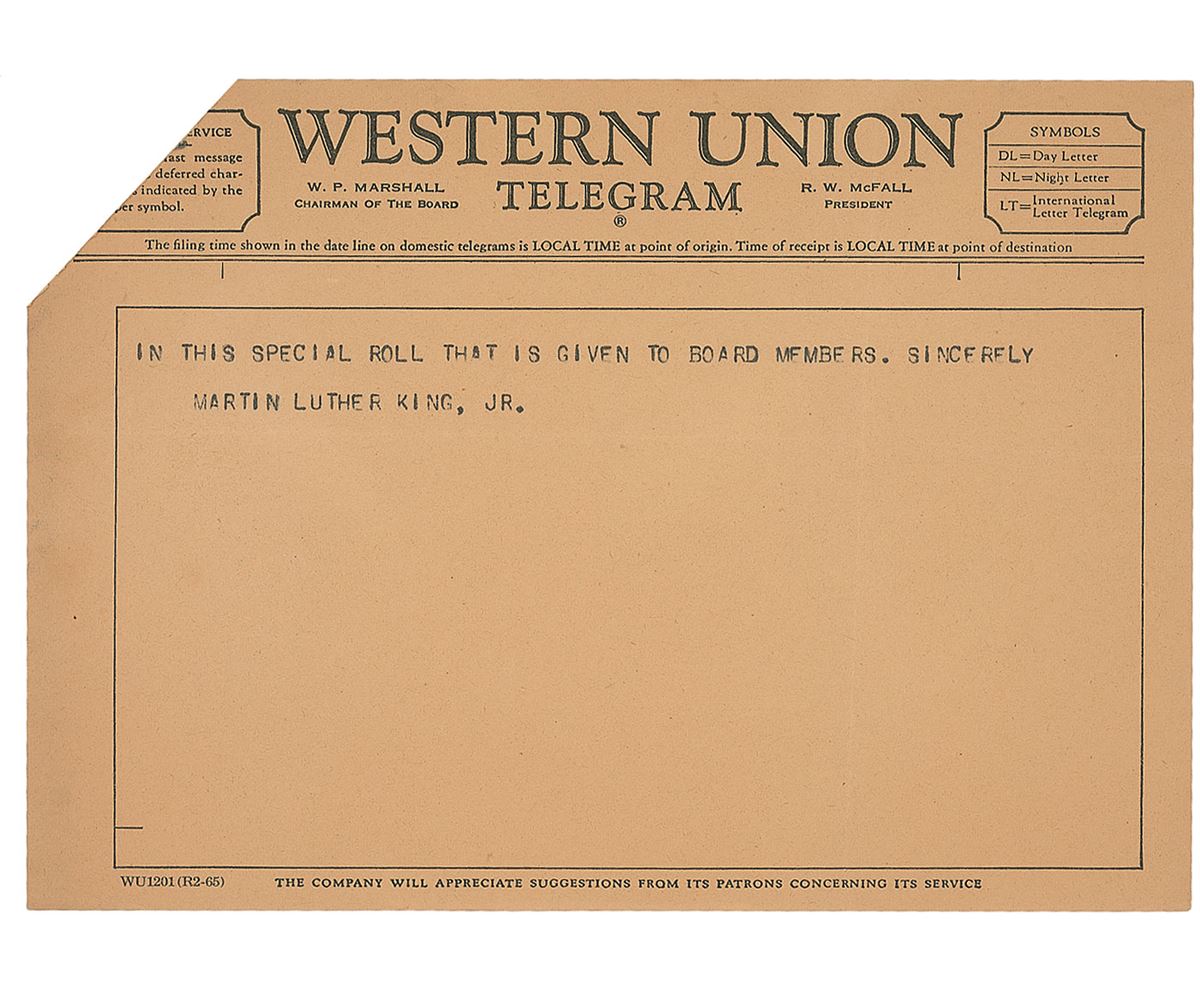 ERVICE
fast message
deferred char-
indicated by the
per symbol.
WESTERN UNION
TELEGRAM
®
W. P. MARSHALL
CHAIRMAN OF THE BOARD
R. W. McFALL
PRESIDENT
SYMBOLS
DL=Day Letter
NL=Night Letter
LT=International Letter Telegram
The filing time shown in the date line on domestic telegrams is LOCAL TIME at point of origin. Time of receipt is LOCAL TIME at point of destination
IN THIS SPECIAL ROLL THAT IS GIVEN TO BOARD MEMBERS. SINCERELY
MARTIN LUTHER KING, JR.
WU1201 (R2-65)
THE COMPANY WILL APPRECIATE SUGGESTIONS FROM ITS PATRONS CONCERNING ITS SERVICE